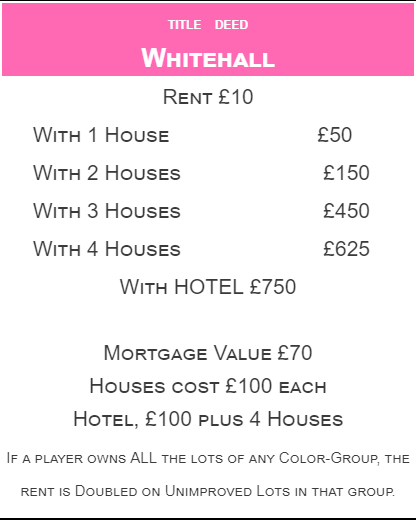 TITLE DEED
WHITEHALL
RENT £10
WITH 1 HOUSE £50
WITH 2 HOUSES £150
WITH 3 HOUSES £450
WITH 4 HOUSES £625
WITH HOTEL £750
MORTGAGE VALUE £70
HOUSES COST £100 EACH
HOTEL, £100 PLUS 4 HOUSES
IF A PLAYER OWNS ALL THE LOTS OF ANY COLOR-GROUP, THE
RENT IS DOUBLED ON UNIMPROVED LOTS IN THAT GROUP.